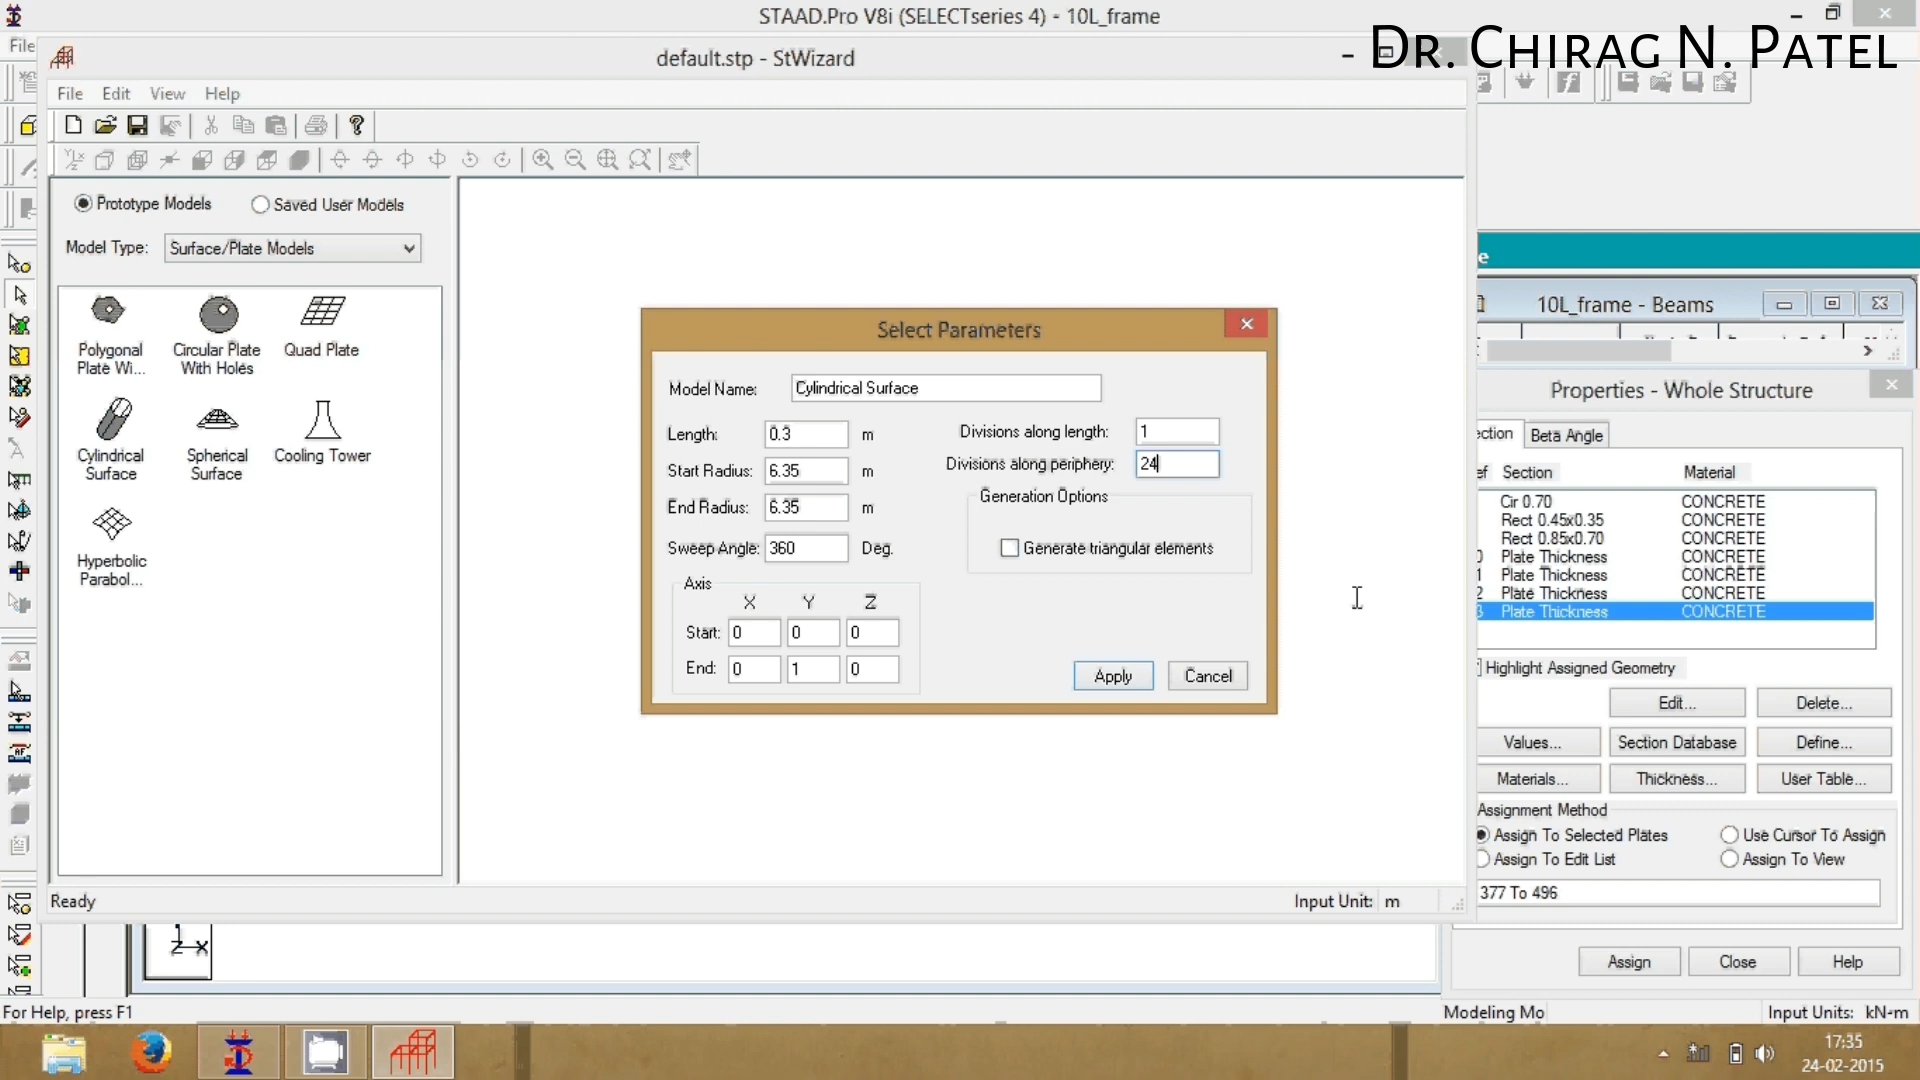 STAAD.Pro V8i (SELECTseries 4) - 10L_frame
DR. CHIRAG N. PATEL
File
default.stp - StWizard
File Edit View Help
Prototype Models Saved User Models
Model Type: Surface/Plate Models
Polygonal Plate Wi...
Circular Plate With Holes
Quad Plate
Cylindrical Surface
Spherical Surface
Cooling Tower
Hyperbolic Parabol...
Select Parameters
Model Name: Cylindrical Surface
Length: 0.3 m
Divisions along length: 1
Start Radius: 6.35 m
Divisions along periphery: 24
End Radius: 6.35 m
Generation Options
Sweep Angle: 360 Deg.
Generate triangular elements
Axis
X Y Z
Start: 0 0 0
End: 0 1 0
Apply Cancel
Ready
Input Unit: m
e
10L_frame - Beams
Properties - Whole Structure
ection Beta Angle
ef Section Material
Cir 0.70 CONCRETE
Rect 0.45x0.35 CONCRETE
Rect 0.85x0.70 CONCRETE
0 Plate Thickness CONCRETE
1 Plate Thickness CONCRETE
2 Plate Thickness CONCRETE
3 Plate Thickness CONCRETE
Highlight Assigned Geometry
Edit... Delete...
Values... Section Database Define...
Materials... Thickness... User Table...
Assignment Method
Assign To Selected Plates Use Cursor To Assign
Assign To Edit List Assign To View
377 To 496
Assign Close Help
Z X
For Help, press F1
Modeling Mo
Input Units: kN-m
17:35
24-02-2015